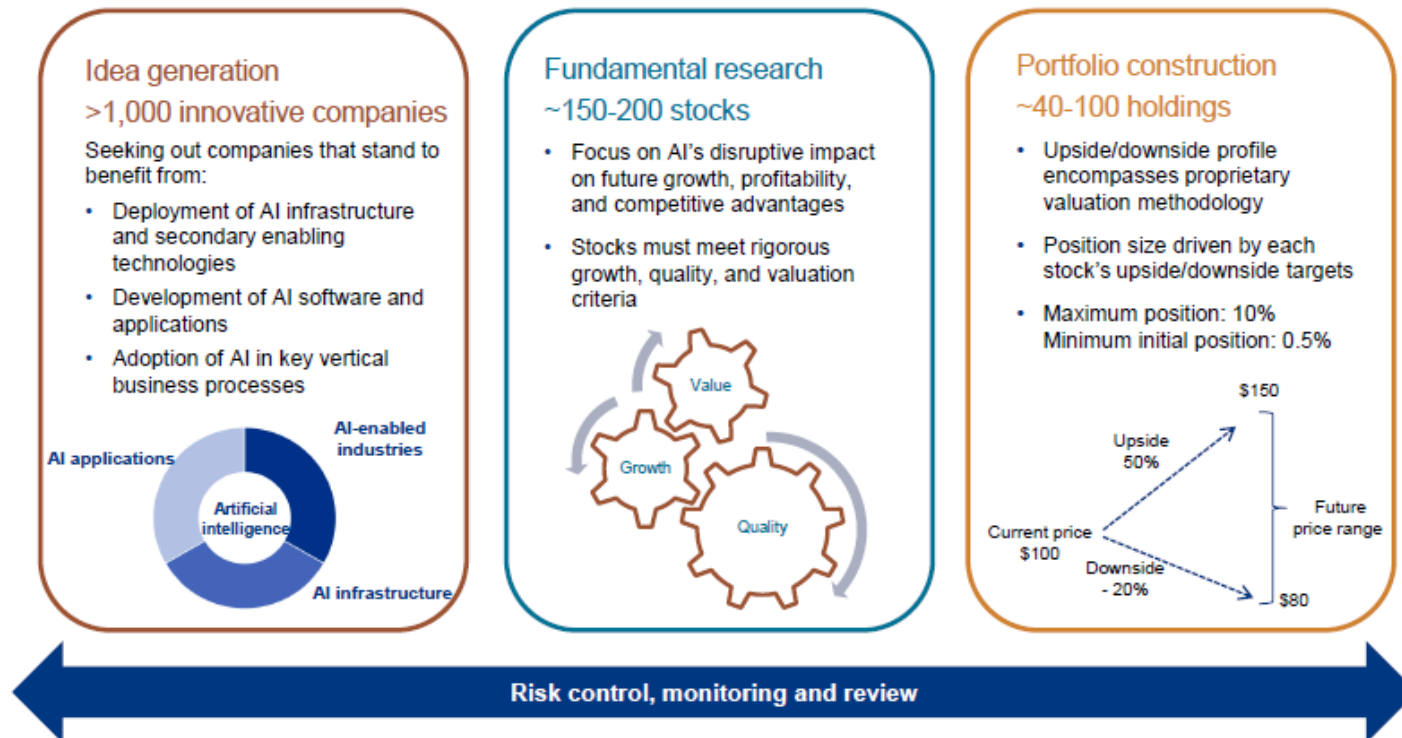 Idea generation
>1,000 innovative companies
Seeking out companies that stand to
benefit from:
• Deployment of AI infrastructure
and secondary enabling
technologies
• Development of AI software and
applications
• Adoption of AI in key vertical
business processes
AI applications
AI-enabled
industries
Artificial
intelligence
AI infrastructure
Fundamental research
~150-200 stocks
• Focus on AI's disruptive impact
on future growth, profitability,
and competitive advantages
• Stocks must meet rigorous
growth, quality, and valuation
criteria
Value
Growth
Quality
Portfolio construction
~40-100 holdings
• Upside/downside profile
encompasses proprietary
valuation methodology
• Position size driven by each
stock's upside/downside targets
• Maximum position: 10%
Minimum initial position: 0.5%
$150
Upside
50%
Current price
$100
Future
price range
Downside
- 20%
$80
Risk control, monitoring and review